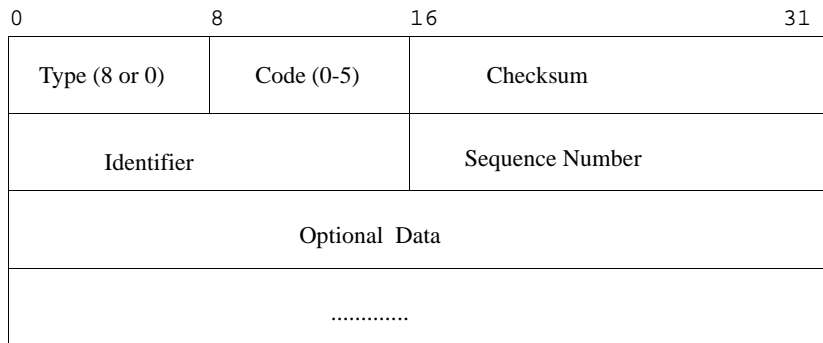 0 8 16 31
Type (8 or 0) Code (0-5) Checksum
Identifier Sequence Number
Optional Data
.............